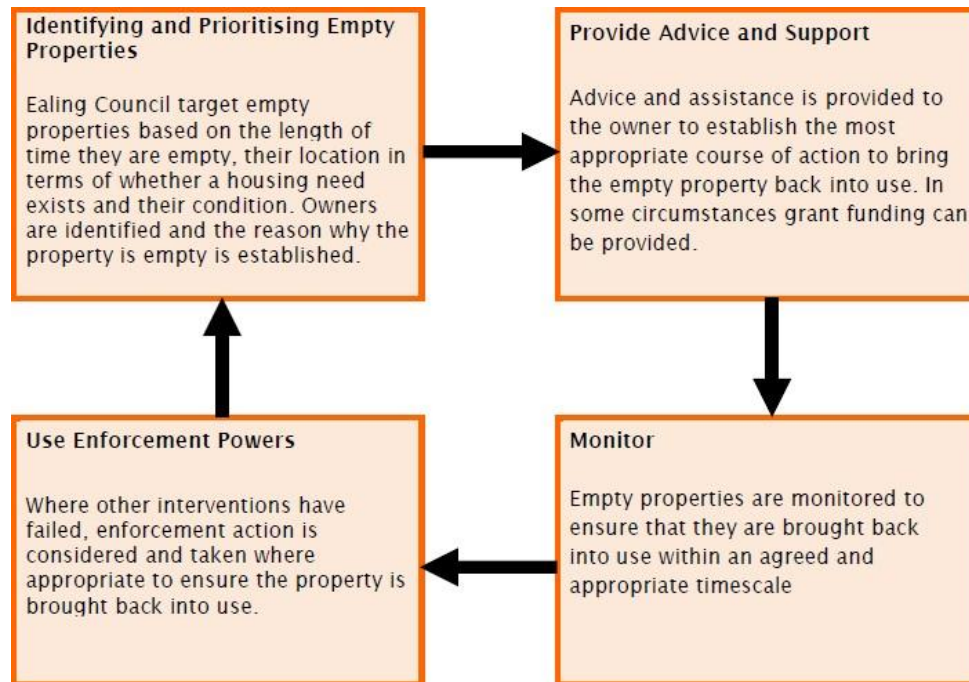 Identifying and Prioritising Empty
Properties
Ealing Council target empty
properties based on the length of
time they are empty, their location in
terms of whether a housing need
exists and their condition. Owners
are identified and the reason why the
property is empty is established.
Provide Advice and Support
Advice and assistance is provided to
the owner to establish the most
appropriate course of action to bring
the empty property back into use. In
some circumstances grant funding can
be provided.
Monitor
Empty properties are monitored to
ensure that they are brought back
into use within an agreed and
appropriate timescale
Use Enforcement Powers
Where other interventions have
failed, enforcement action is
considered and taken where
appropriate to ensure the property is
brought back into use.